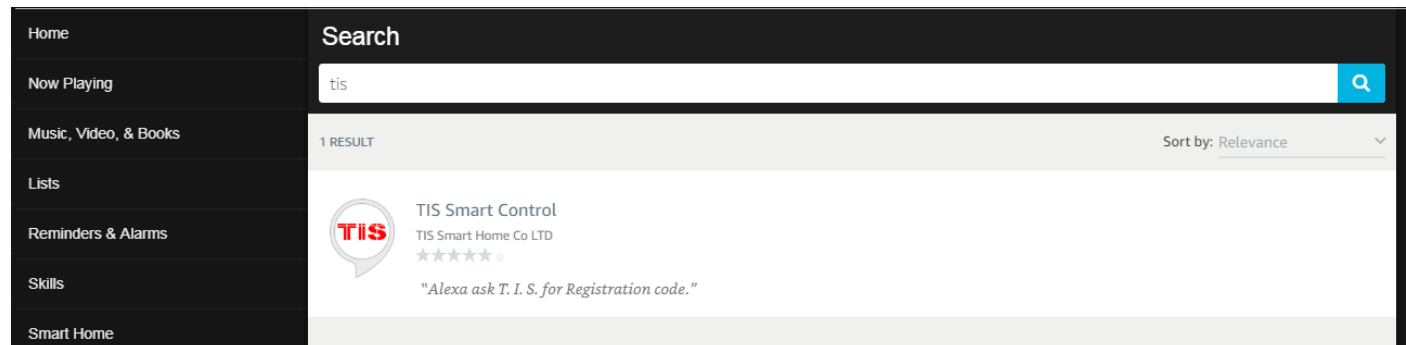 Home
Now Playing
Music, Video, & Books
Lists
Reminders & Alarms
Skills
Smart Home
Search
tis
1 RESULT
Sort by: Relevance
TiS
TIS Smart Control
TIS Smart Home Co LTD
0
"Alexa ask T. I. S. for Registration code."